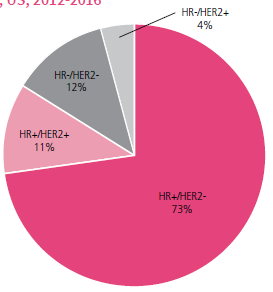 , US, 2012-2016
HR-/HER2+
4%
HR-/HER2-
12%
HR+/HER2+
11%
HR+/HER2-
73%